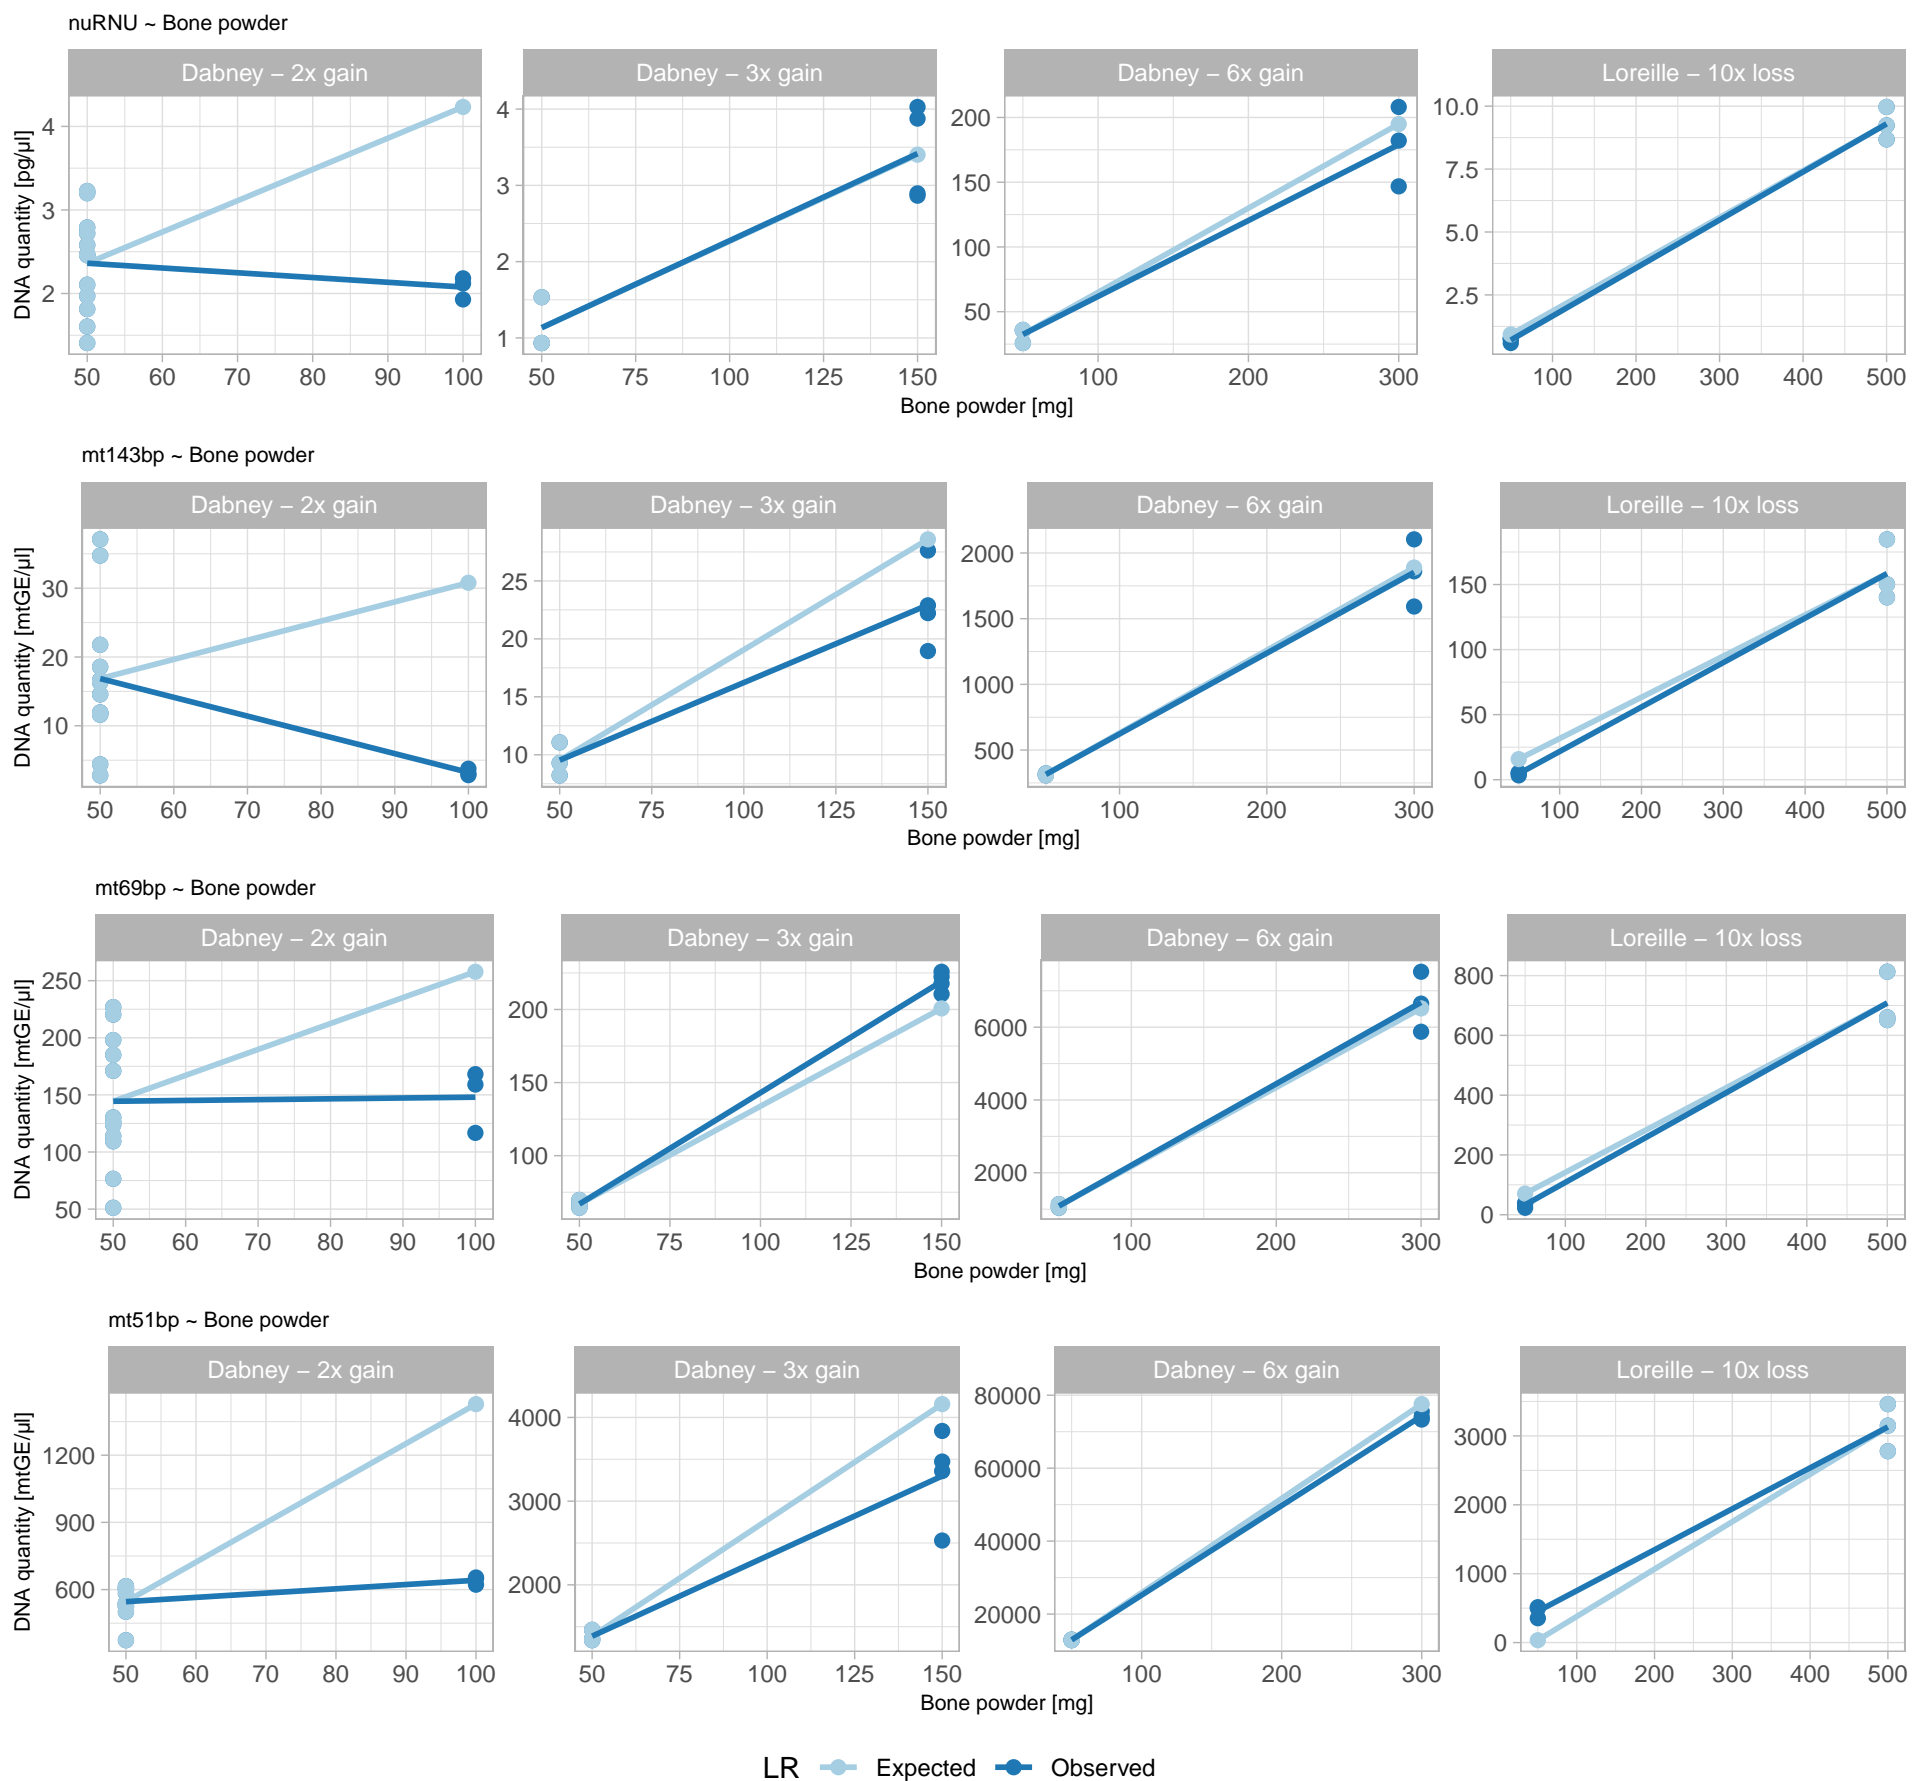 nuRNU ~ Bone powder
Dabney – 2x gain
Dabney – 3x gain
Dabney – 6x gain
Loreille – 10x loss
DNA quantity [pg/µl]
4
3
2
50 60 70 80 90 100
4
3
2
1
50 75 100 125 150
200
150
100
50
100 200 300
10.0
7.5
5.0
2.5
100 200 300 400 500
Bone powder [mg]
mt143bp ~ Bone powder
Dabney – 2x gain
Dabney – 3x gain
Dabney – 6x gain
Loreille – 10x loss
DNA quantity [mtGE/µl]
30
20
10
50 60 70 80 90 100
25
20
15
10
50 75 100 125 150
2000
1500
1000
500
100 200 300
150
100
50
0
100 200 300 400 500
Bone powder [mg]
mt69bp ~ Bone powder
Dabney – 2x gain
Dabney – 3x gain
Dabney – 6x gain
Loreille – 10x loss
DNA quantity [mtGE/µl]
250
200
150
100
50
50 60 70 80 90 100
200
150
100
50 75 100 125 150
6000
4000
2000
100 200 300
800
600
400
200
0
100 200 300 400 500
Bone powder [mg]
mt51bp ~ Bone powder
Dabney – 2x gain
Dabney – 3x gain
Dabney – 6x gain
Loreille – 10x loss
DNA quantity [mtGE/µl]
1200
900
600
50 60 70 80 90 100
4000
3000
2000
50 75 100 125 150
80000
60000
40000
20000
100 200 300
3000
2000
1000
0
100 200 300 400 500
Bone powder [mg]
LR Expected Observed